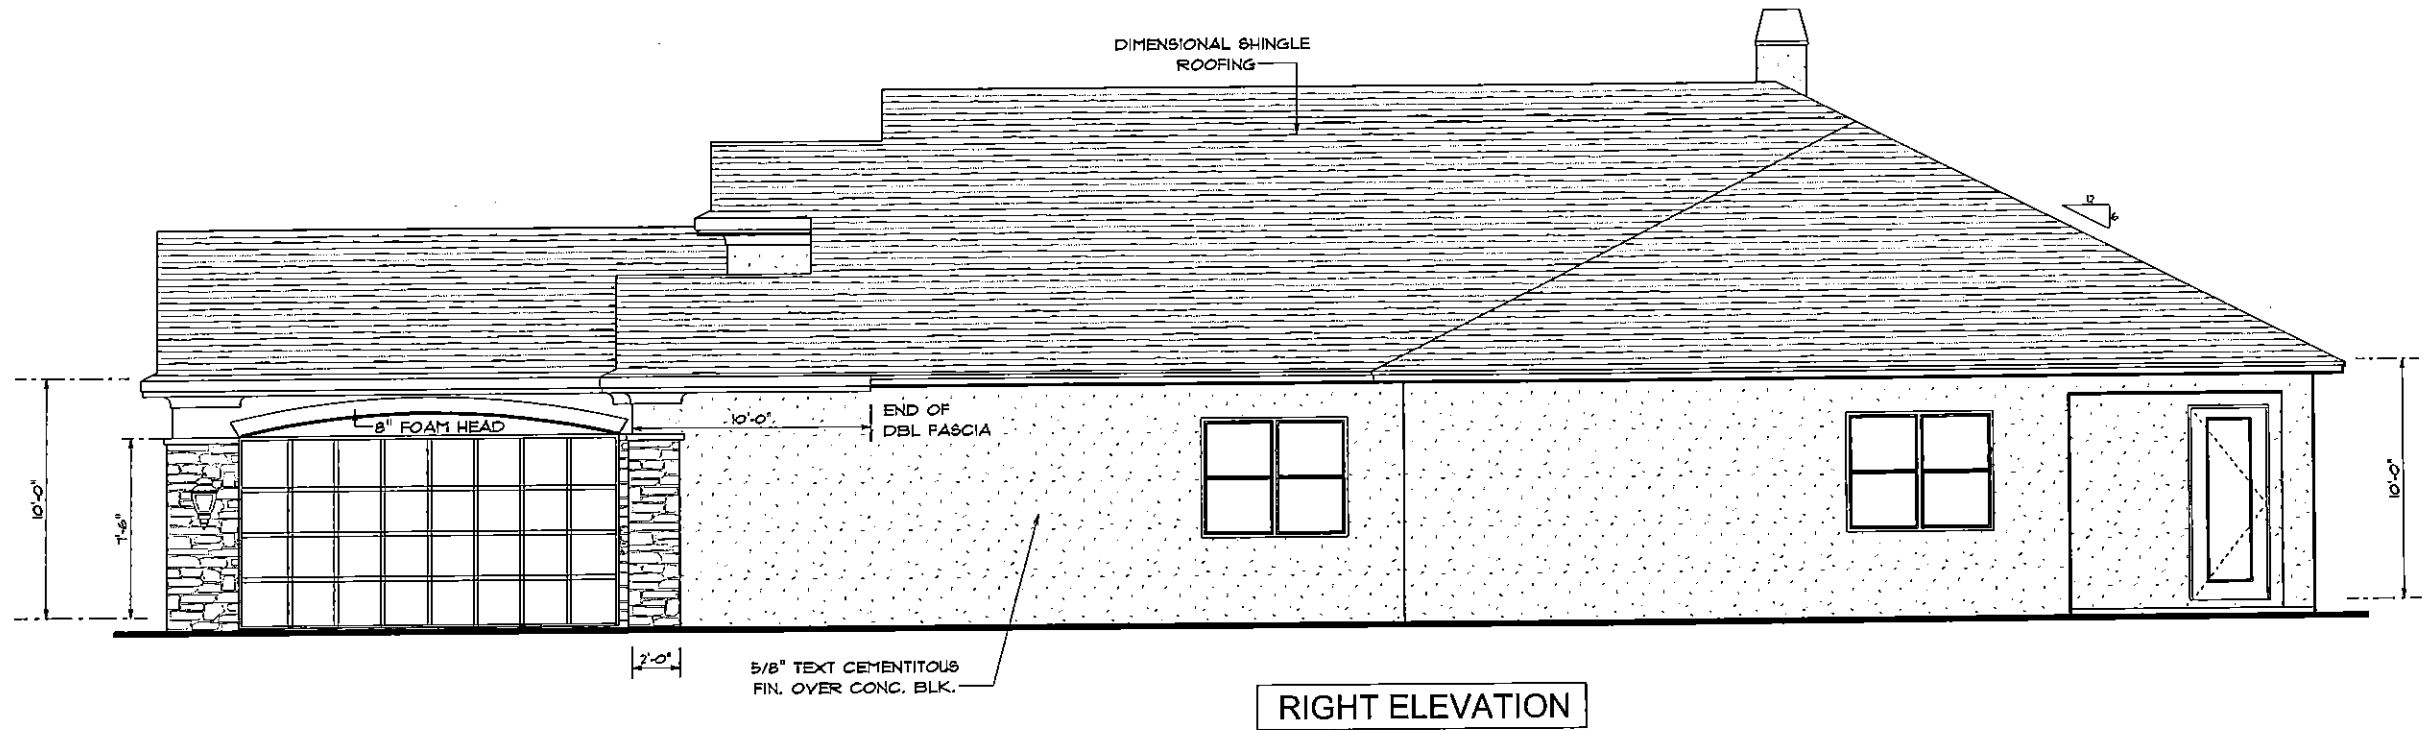 DIMENSIONAL SHINGLE
ROOFING
12
6
10'-0"
7'-6"
8" FOAM HEAD
10'-0"
END OF
DBL FASCIA
10'-0"
2'-0"
5/8" TEXT CEMENTITOUS
FIN. OVER CONC. BLK.
RIGHT ELEVATION